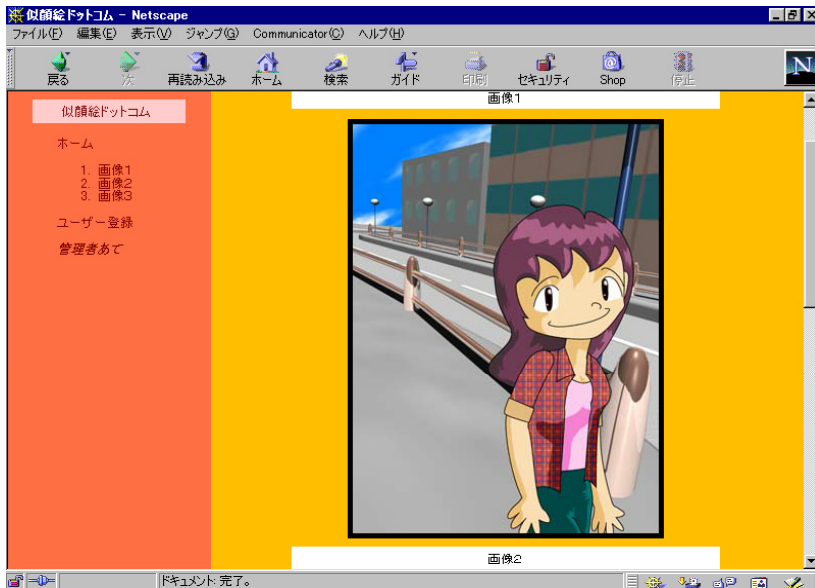 似顔絵ドットコム - Netscape
ファイル(F) 編集(E) 表示(V) ジャンプ(G) Communicator(C) ヘルプ(H)
戻る 次 再読み込み ホーム 検索 ガイド 印刷 セキュリティ Shop 停止
N
似顔絵ドットコム
ホーム
1. 画像1
2. 画像2
3. 画像3
ユーザー登録
管理者あて
画像1
画像2
ドキュメント: 完了。